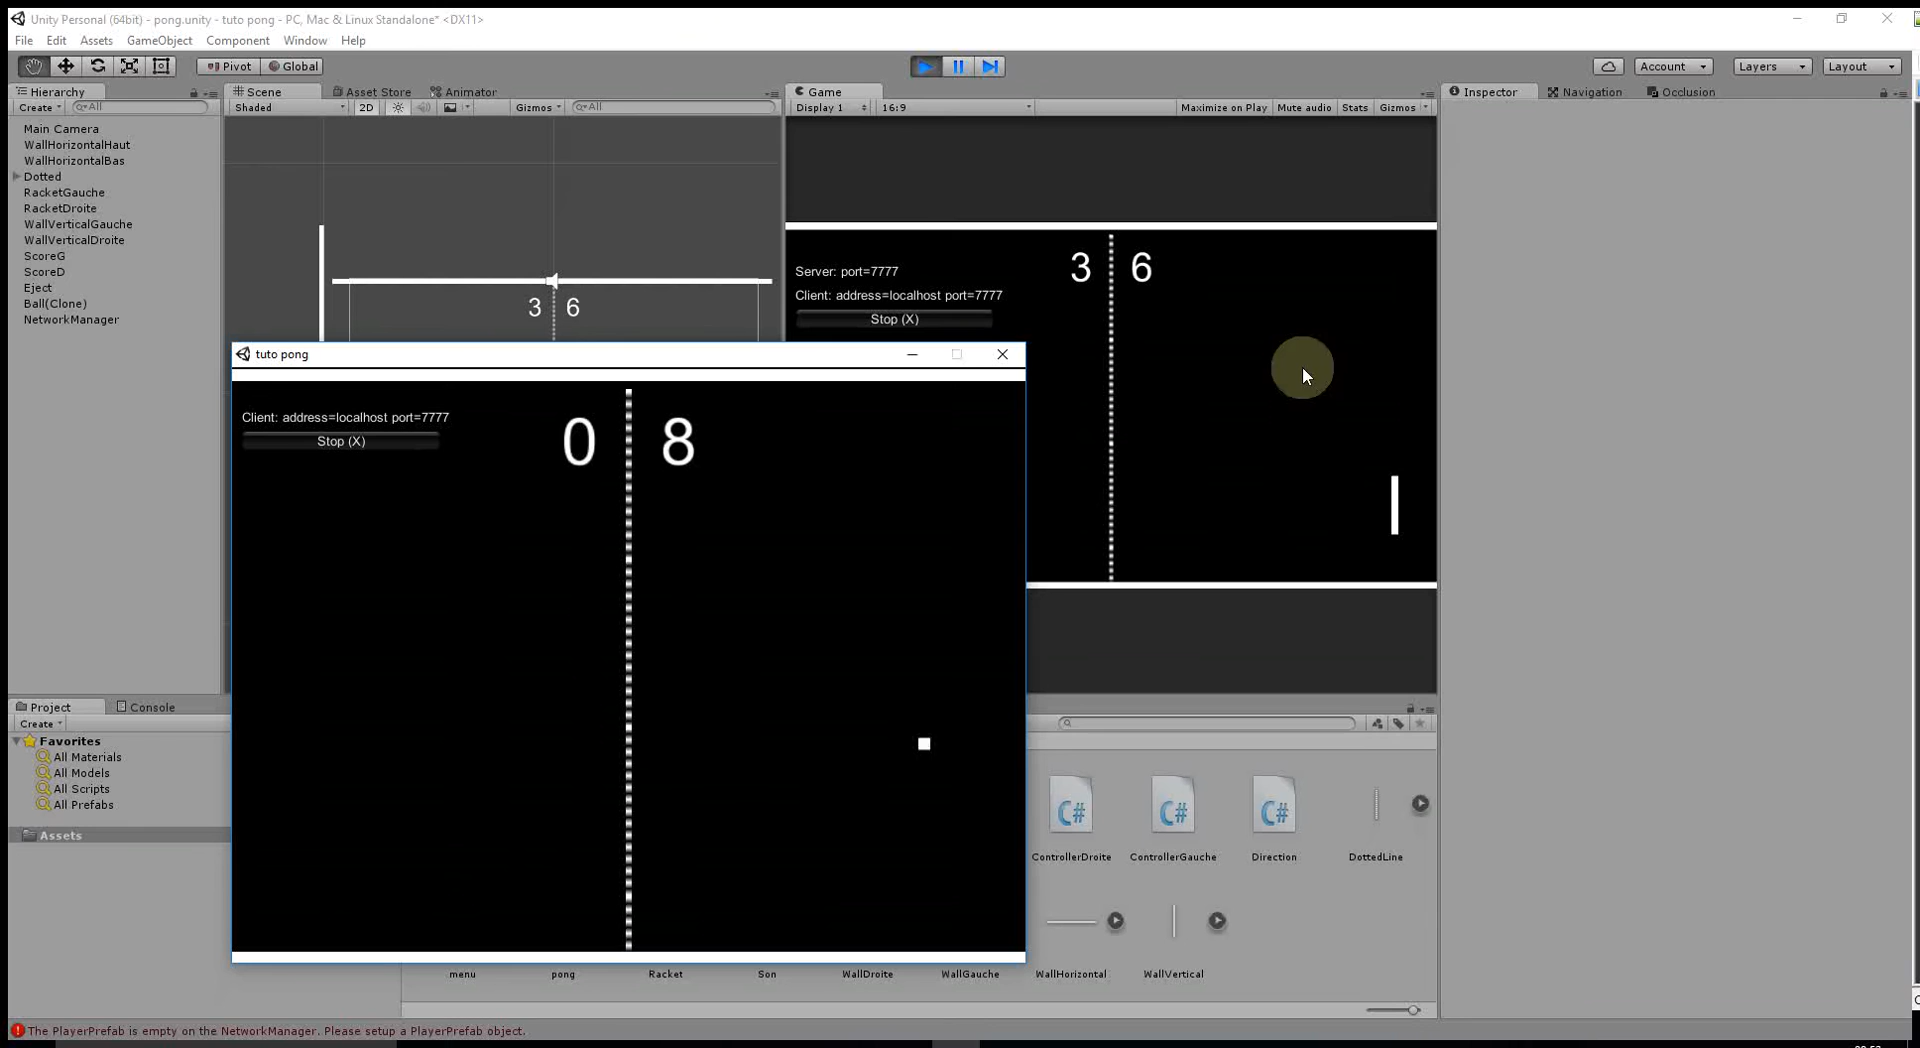 Unity Personal (64bit) - pong.unity - tuto pong - PC, Mac & Linux Standalone* <DX11>
File Edit Assets GameObject Component Window Help
Pivot Global Account Layers Layout
Hierarchy Scene Asset Store Animator Game Inspector Navigation Occlusion
Create All Shaded 2D Gizmos All Display 1 16:9 Maximize on Play Mute audio Stats Gizmos
Main Camera
WallHorizontalHaut
WallHorizontalBas
Dotted
RacketGauche
RacketDroite
WallVerticalGauche
WallVerticalDroite
ScoreG
ScoreD
Eject
Ball(Clone)
NetworkManager
3 6
Server: port=7777
Client: address=localhost port=7777
Stop (X)
3 6
tuto pong
Client: address=localhost port=7777
Stop (X)
0 8
Project Console
Create
Favorites
All Materials
All Models
All Scripts
All Prefabs
Assets
C# C# C#
ControllerDroite ControllerGauche Direction DottedLine
menu pong Racket Son WallDroite WallGauche WallHorizontal WallVertical
The PlayerPrefab is empty on the NetworkManager. Please setup a PlayerPrefab object.